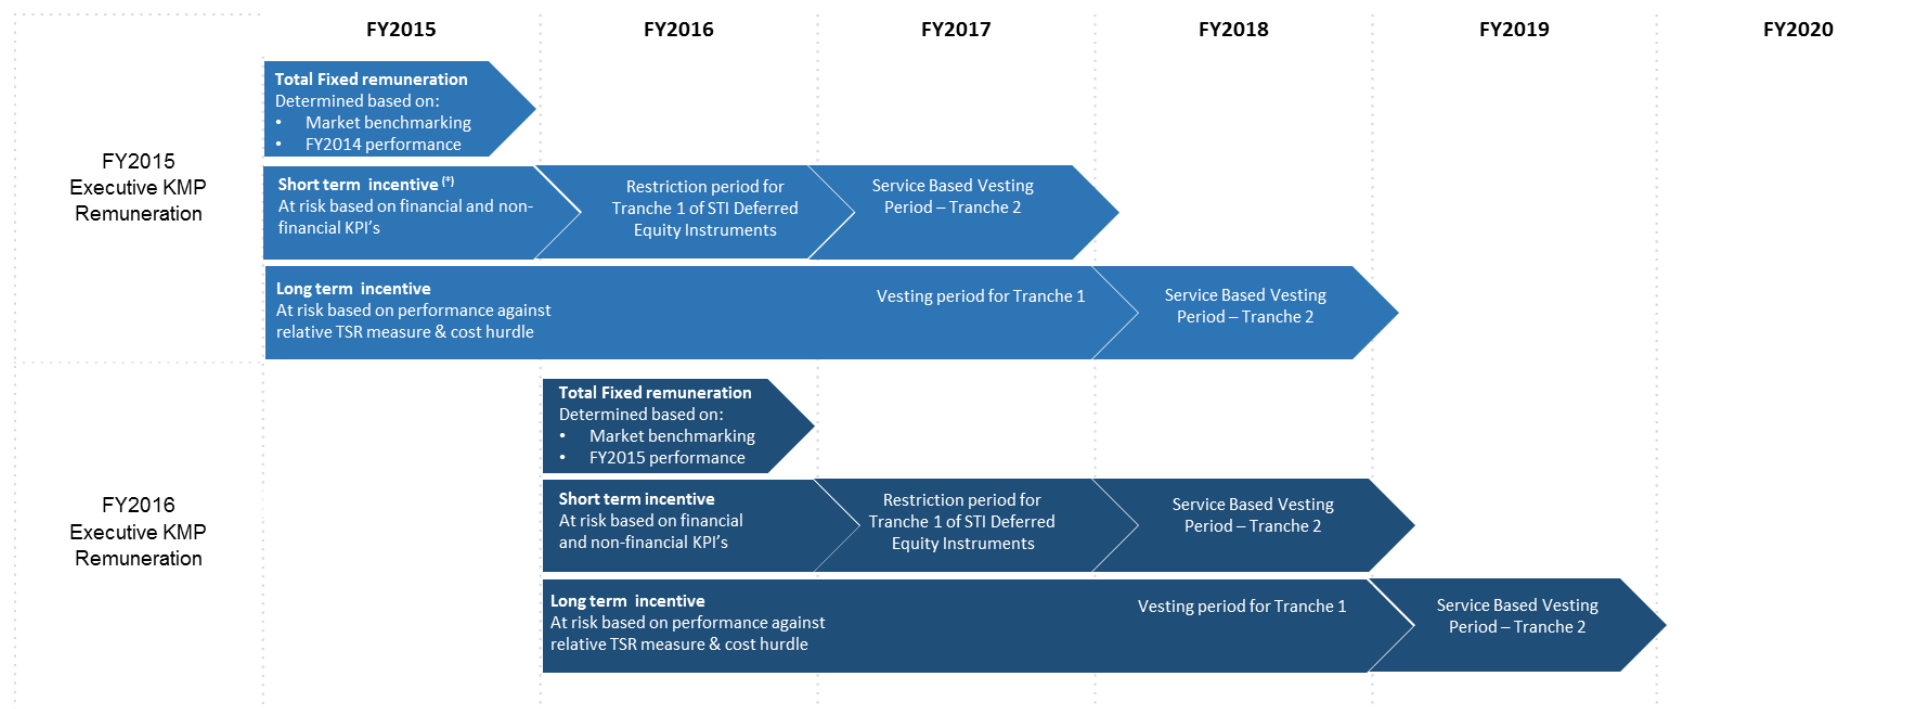 FY2015 FY2016 FY2017 FY2018 FY2019 FY2020
FY2015
Executive KMP
Remuneration
Total Fixed remuneration
Determined based on:
• Market benchmarking
• FY2014 performance
Short term incentive (*)
At risk based on financial and non-
financial KPI's
Restriction period for
Tranche 1 of STI Deferred
Equity Instruments
Service Based Vesting
Period – Tranche 2
Long term incentive
At risk based on performance against
relative TSR measure & cost hurdle
Vesting period for Tranche 1
Service Based Vesting
Period – Tranche 2
FY2016
Executive KMP
Remuneration
Total Fixed remuneration
Determined based on:
• Market benchmarking
• FY2015 performance
Short term incentive
At risk based on financial
and non-financial KPI's
Restriction period for
Tranche 1 of STI Deferred
Equity Instruments
Service Based Vesting
Period – Tranche 2
Long term incentive
At risk based on performance against
relative TSR measure & cost hurdle
Vesting period for Tranche 1
Service Based Vesting
Period – Tranche 2